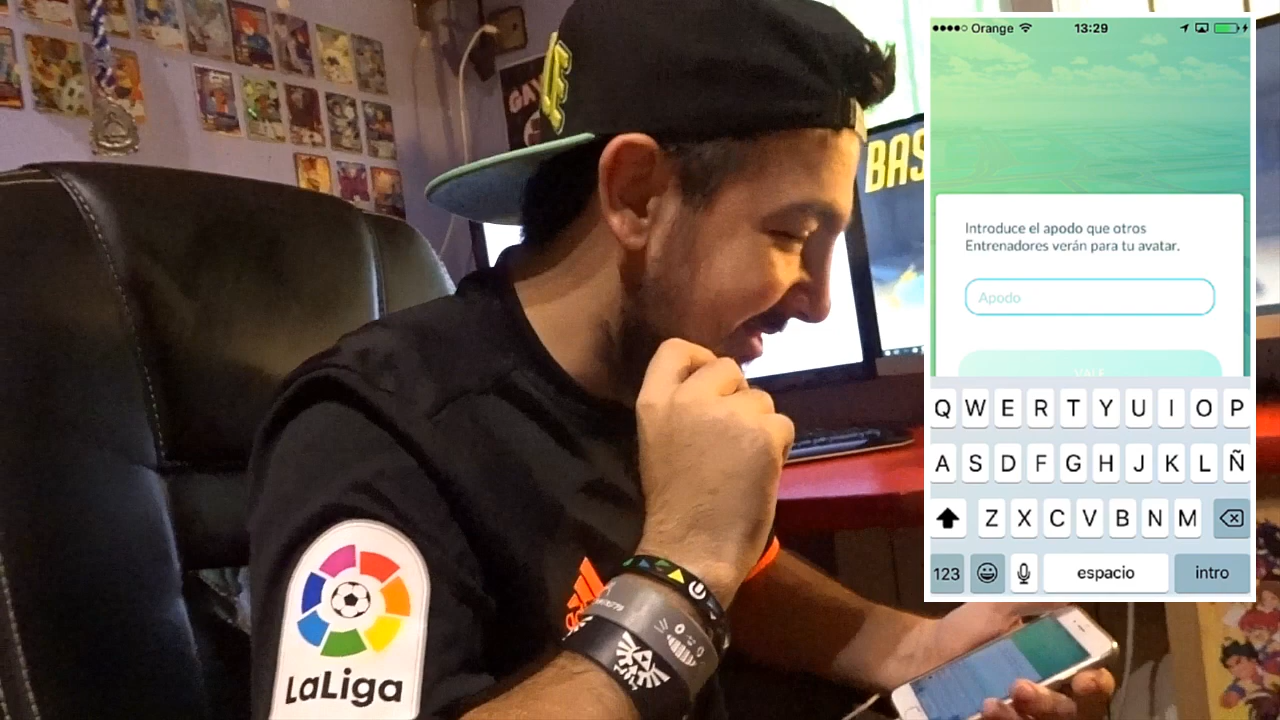 GA
BAS
LaLiga
Orange 13:29
Introduce el apodo que otros
Entrenadores verán para tu avatar.
Apodo
VALE
Q W E R T Y U I O P
A S D F G H J K L Ñ
Z X C V B N M
123 espacio intro